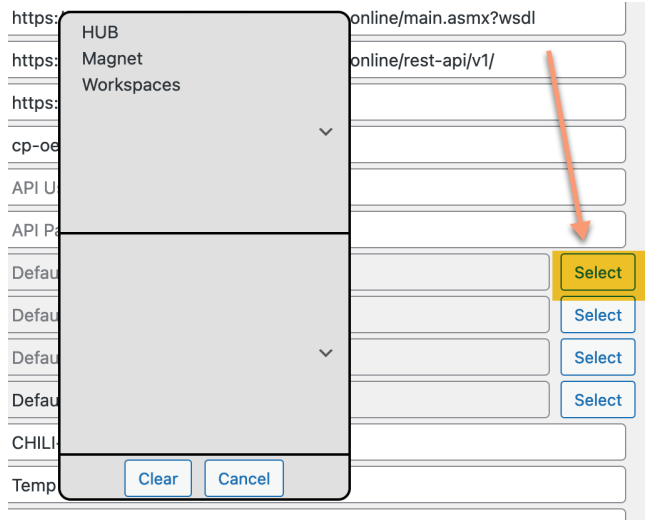 https:
online/main.asmx?wsdl
HUB
Magnet
https:
online/rest-api/v1/
Workspaces
https:
cp-oe
API
API
Defau
Select
Defau
Select
Defau
Select
Defau
Select
CHILI-
Temp
Clear
Cancel